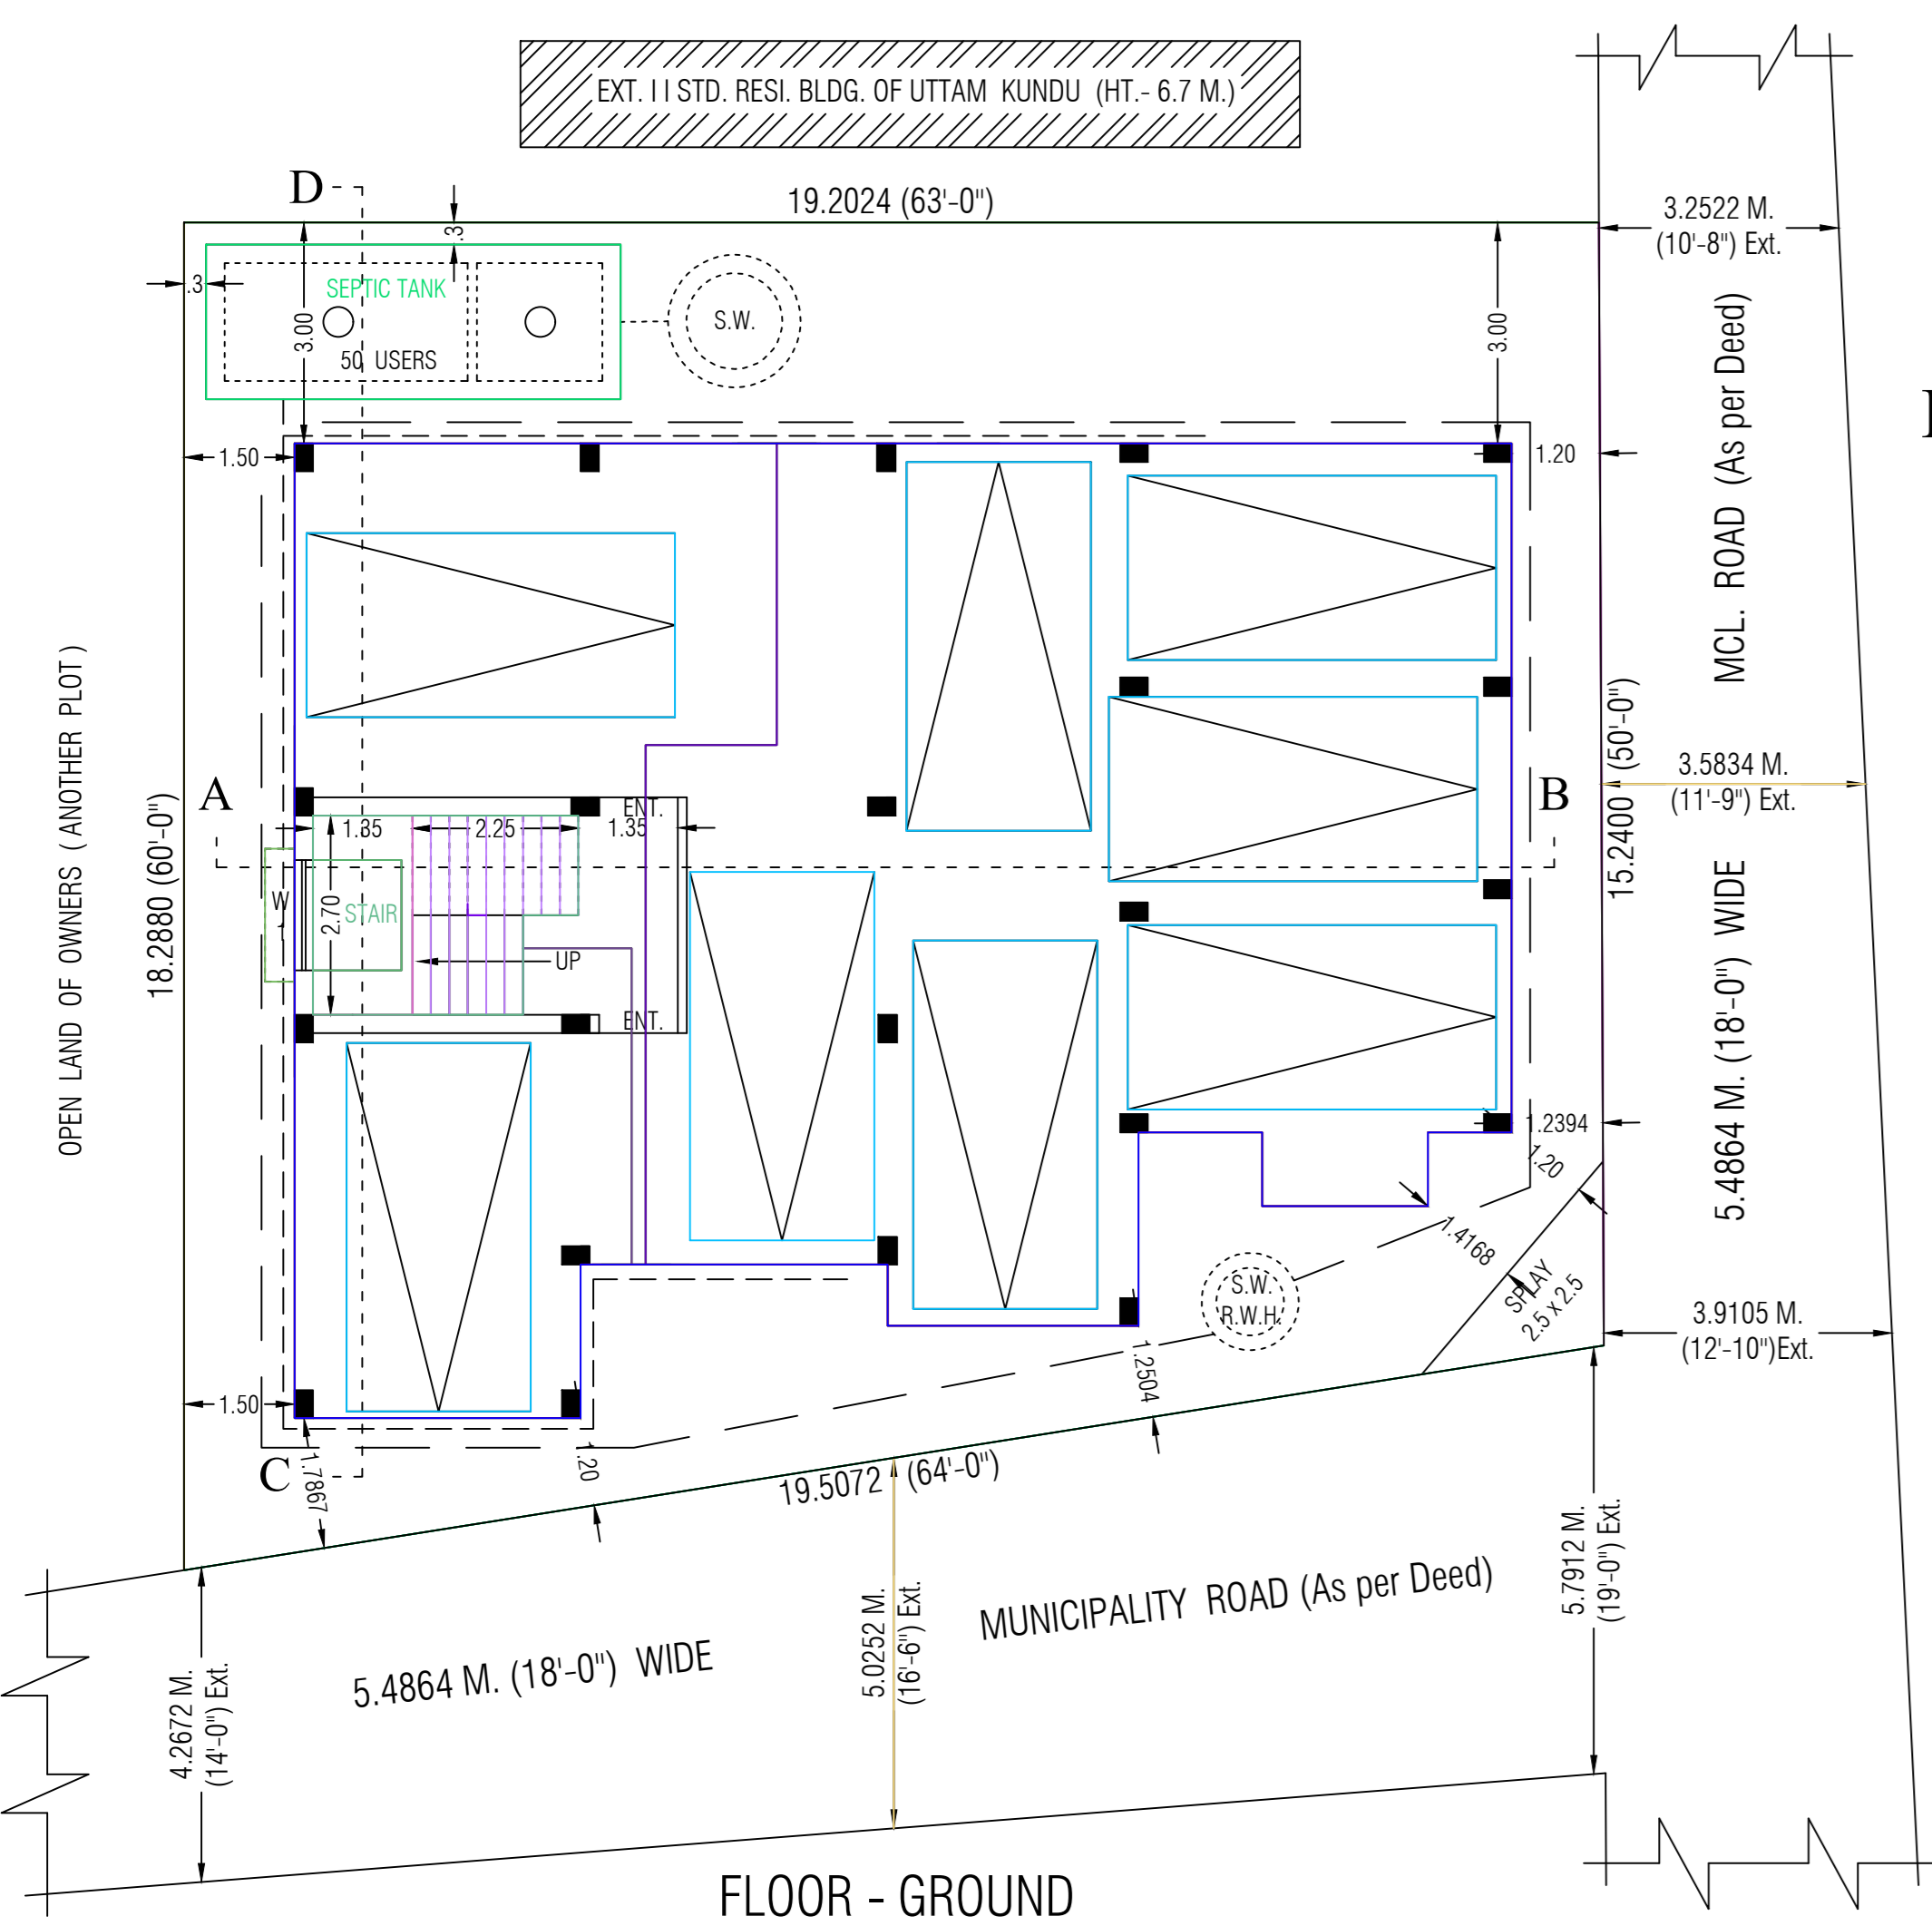 EXT. I I STD. RESI. BLDG. OF UTTAM KUNDU (HT.- 6.7 M.)
D
19.2024 (63'-0")
3.2522 M.
(10'-8") Ext.
.3
.3
SEPTIC TANK
50 USERS
3.00
S.W.
3.00
MCL. ROAD (As per Deed)
1.50
1.20
OPEN LAND OF OWNERS ( ANOTHER PLOT )
18.2880 (60'-0")
A
B
15.2400 (50'-0")
3.5834 M.
(11'-9") Ext.
ENT.
1.35
2.25
1.35
W
1
2.70
STAIR
UP
ENT.
5.4864 M. (18'-0") WIDE
1.2394
1.20
1.4168
S.W.
R.W.H.
SPLAY
2.5 x 2.5
3.9105 M.
(12'-10")Ext.
1.2504
1.50
C
1.7867
1.20
19.5072 (64'-0")
5.7912 M.
(19'-0") Ext.
5.0252 M.
(16'-6") Ext.
MUNICIPALITY ROAD (As per Deed)
5.4864 M. (18'-0") WIDE
4.2672 M.
(14'-0") Ext.
FLOOR - GROUND